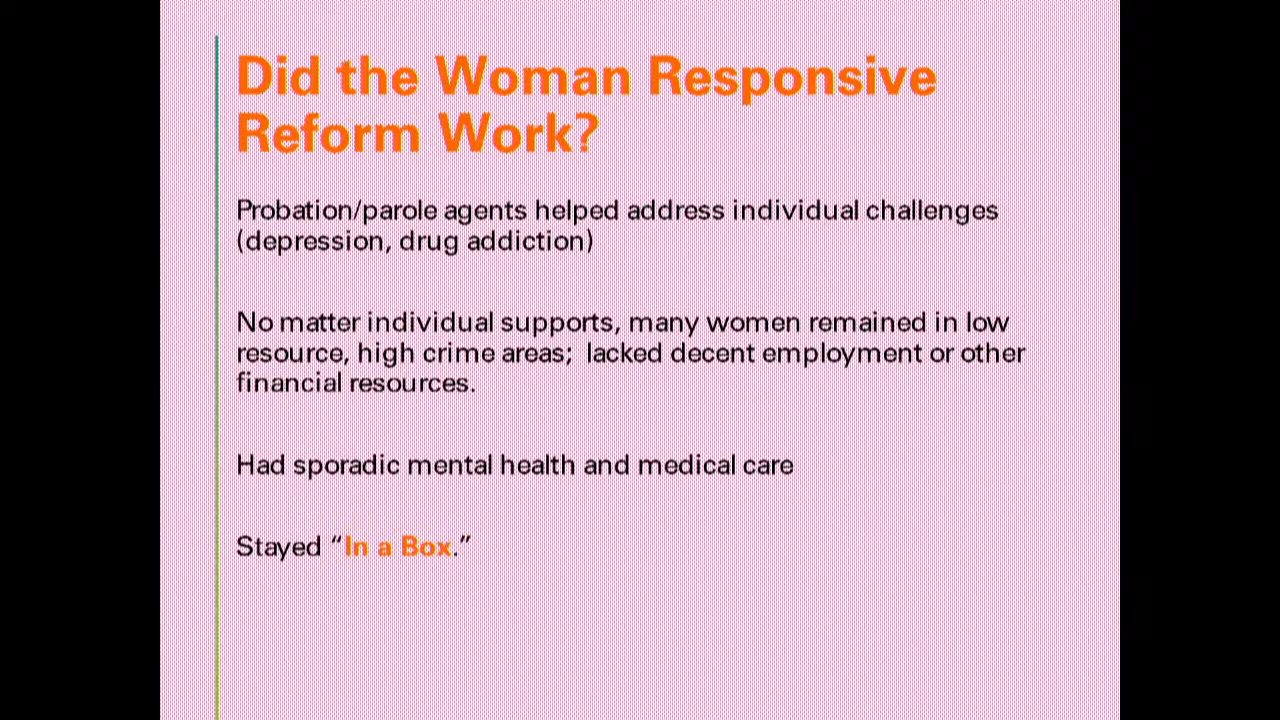 Did the Woman Responsive
Reform Work?
Probation/parole agents helped address individual challenges
(depression, drug addiction)
No matter individual supports, many women remained in low
resource, high crime areas;  lacked decent employment or other
financial resources.
Had sporadic mental health and medical care
Stayed “In a Box.”